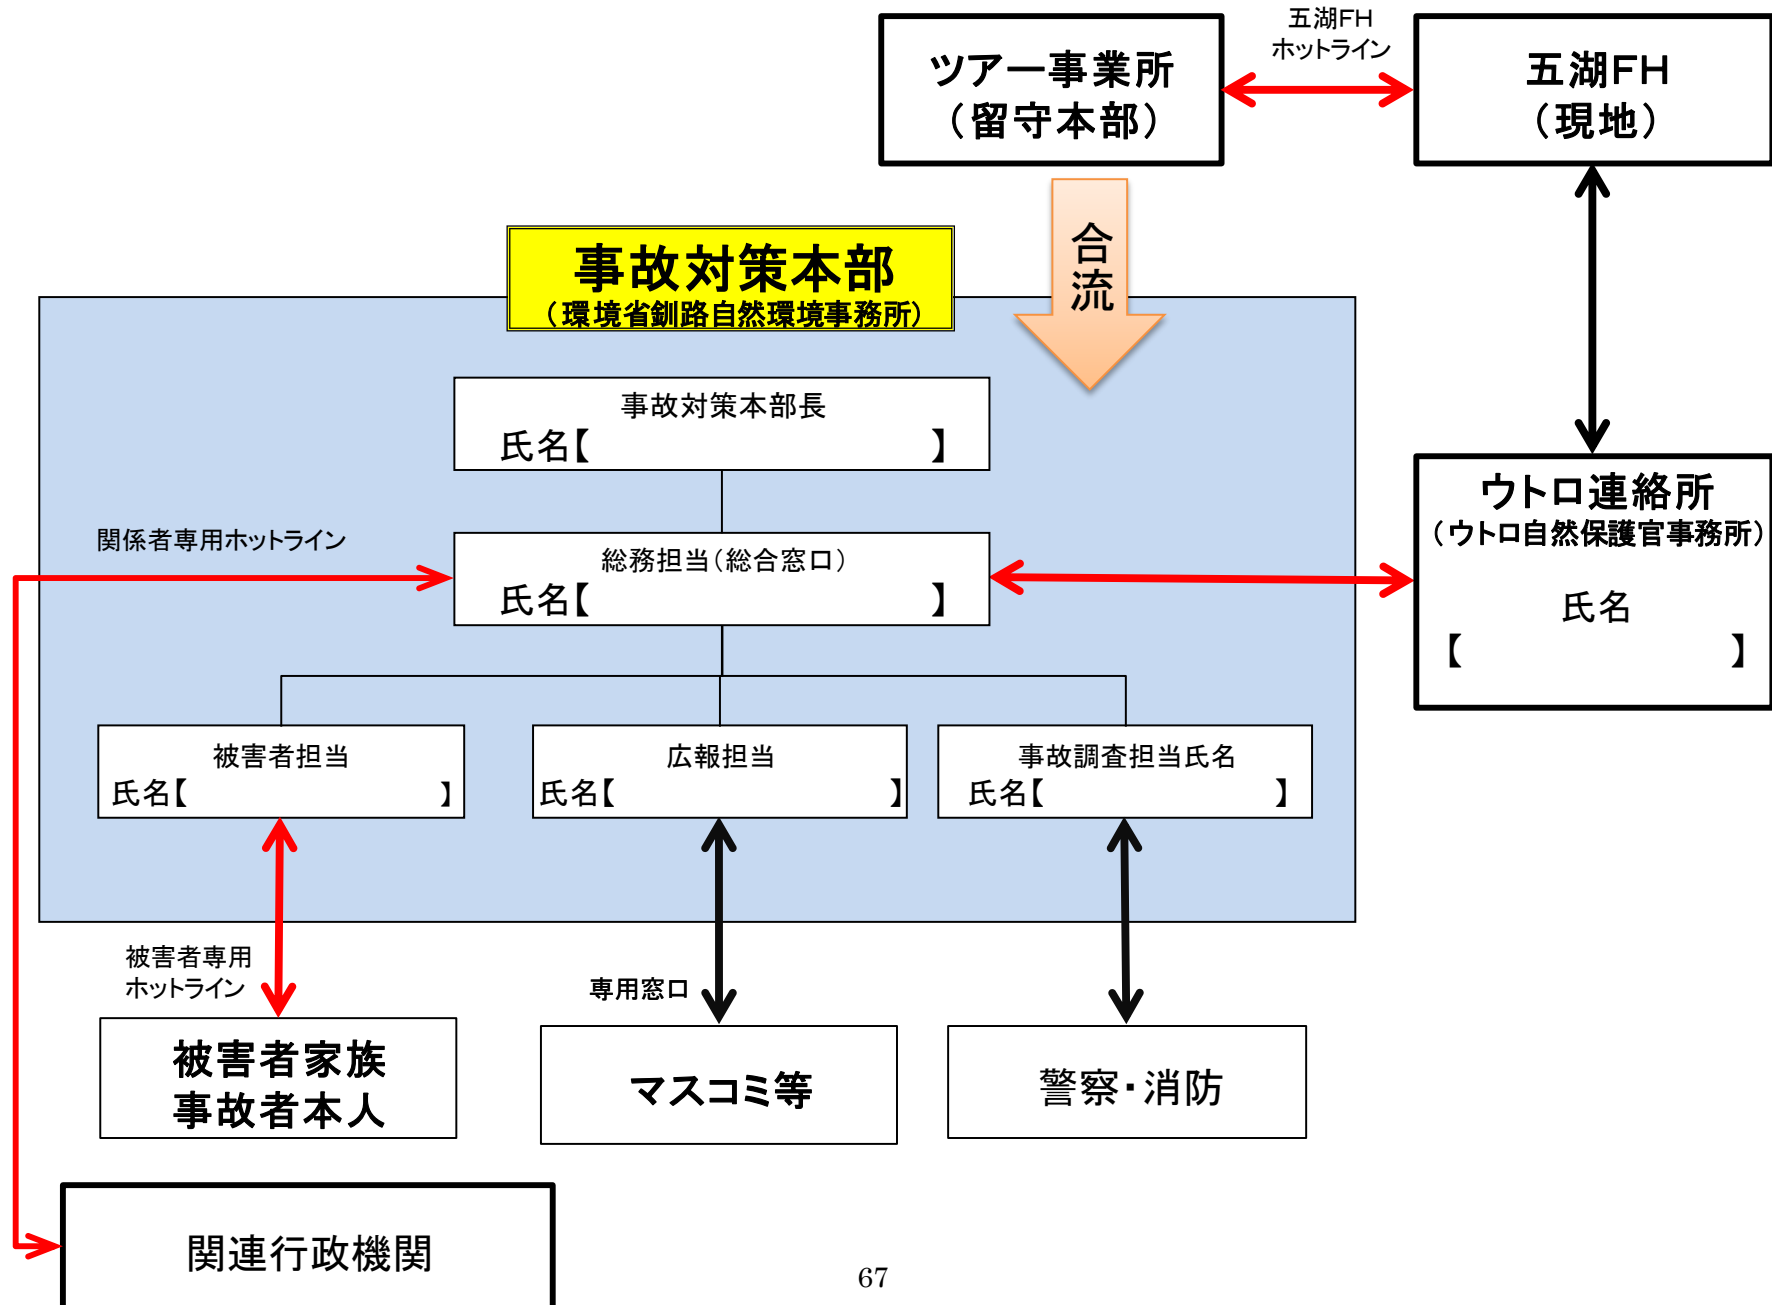 五湖FH
ホットライン
ツアー事業所
（留守本部）
五湖FH
（現地）
合流
事故対策本部
（環境省釧路自然環境事務所）
事故対策本部長
氏名【　　　　　　　　】
関係者専用ホットライン
総務担当（総合窓口）
氏名【　　　　　　　　】
ウトロ連絡所
（ウトロ自然保護官事務所）
氏名
【　　　　　　　　】
被害者担当
氏名【　　　　　　　　】
広報担当
氏名【　　　　　　　　】
事故調査担当氏名
氏名【　　　　　　　　】
被害者専用
ホットライン
専用窓口
被害者家族
事故者本人
マスコミ等
警察・消防
関連行政機関
67